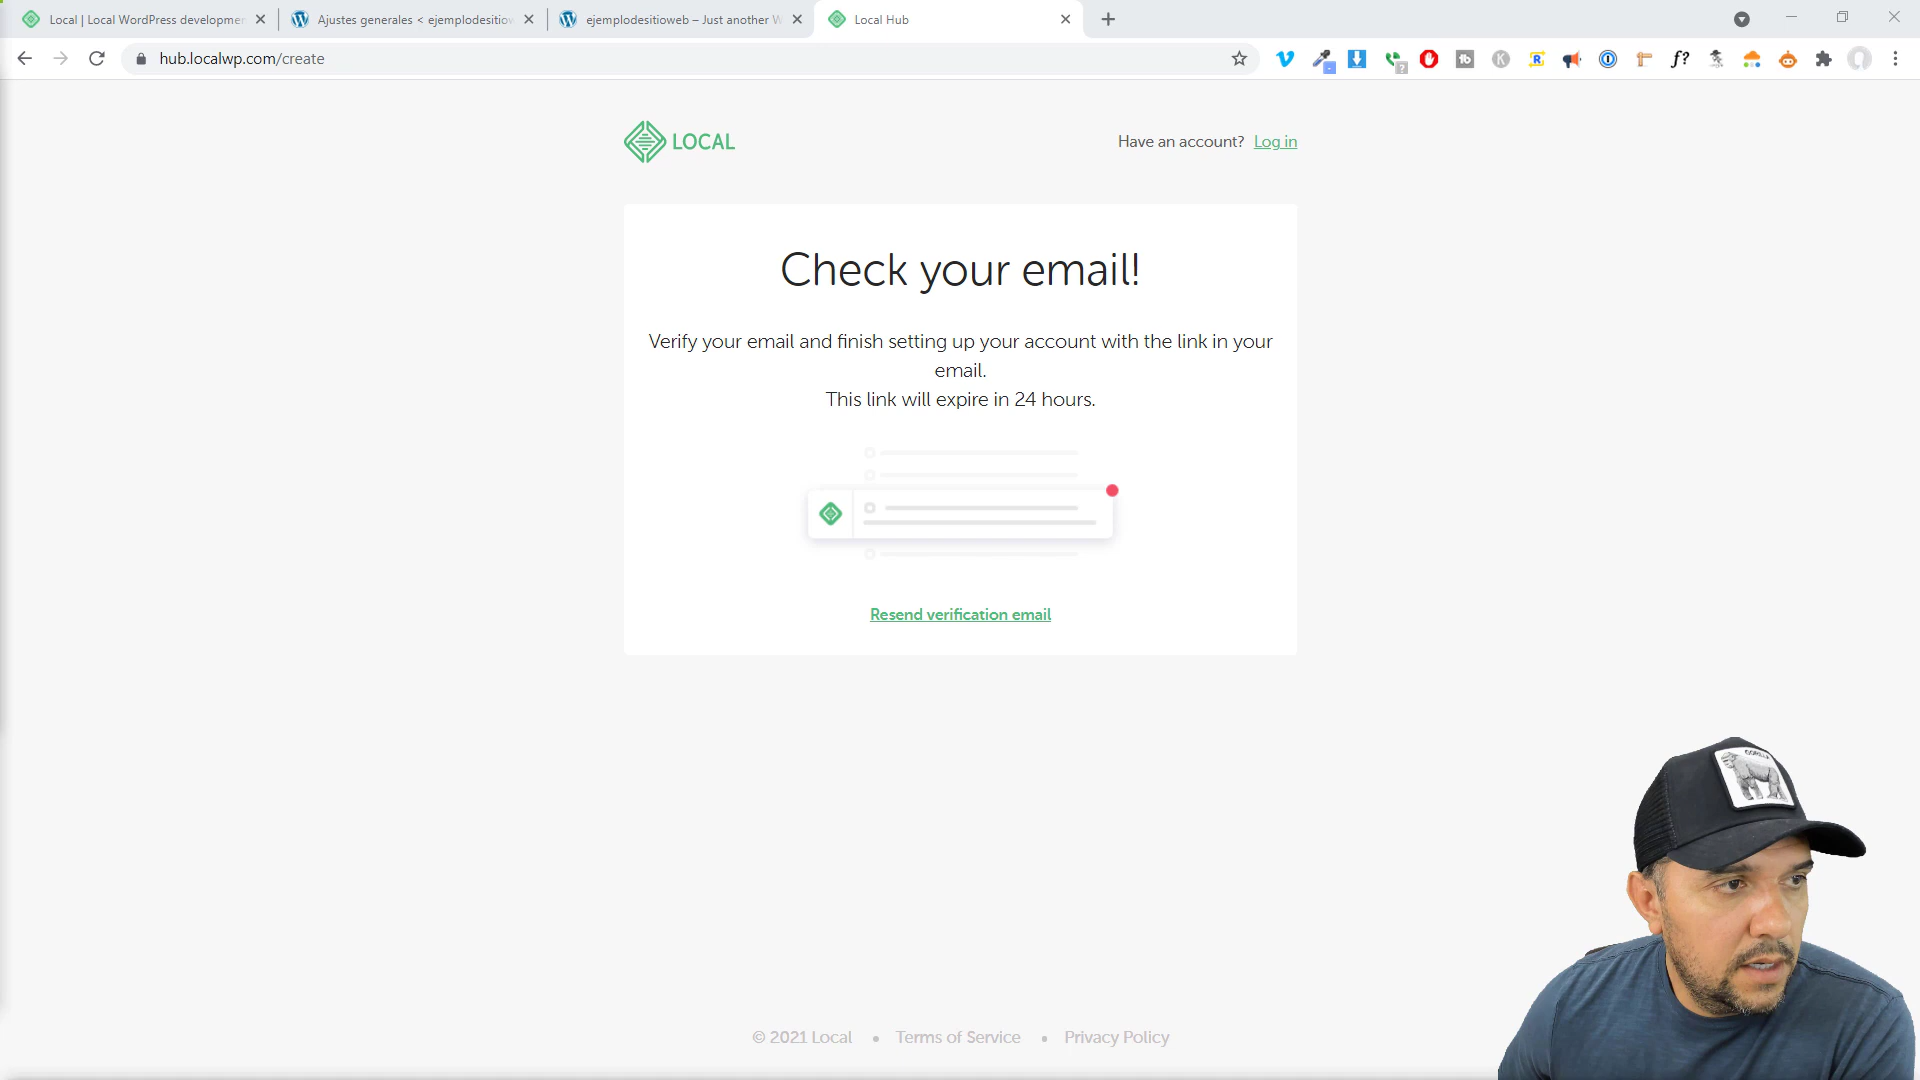 Local | Local WordPress developmen
Ajustes generales < ejemplodesitiow
ejemplodesitioweb – Just another W
Local Hub
hub.localwp.com/create
LOCAL
Have an account? Log in
Check your email!
Verify your email and finish setting up your account with the link in your
email.
This link will expire in 24 hours.
Resend verification email
GORILLA
© 2021 Local • Terms of Service • Privacy Policy